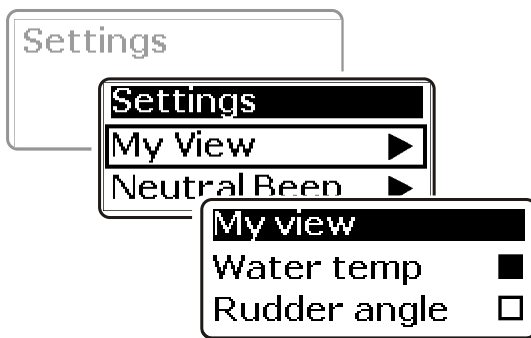 Settings
Settings
My View
Neutral Beep
My view
Water temp
Rudder angle